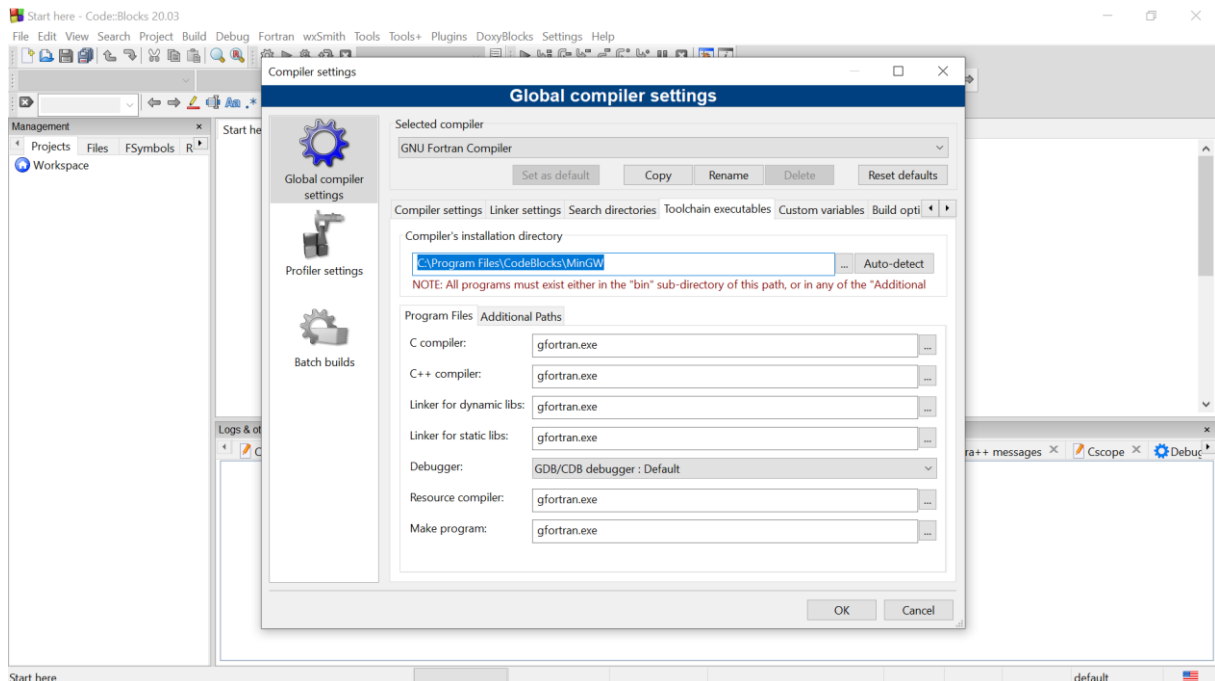 Start here - Code::Blocks 20.03
File Edit View Search Project Build Debug Fortran wxSmith Tools Tools+ Plugins DoxyBlocks Settings Help
Compiler settings
Global compiler settings
Management
Projects Files FSymbols R
Workspace
Start he
Global compiler
settings
Profiler settings
Batch builds
Selected compiler
GNU Fortran Compiler
Set as default Copy Rename Delete Reset defaults
Compiler settings Linker settings Search directories Toolchain executables Custom variables Build opti
Compiler's installation directory
C:\Program Files\CodeBlocks\MinGW ... Auto-detect
NOTE: All programs must exist either in the "bin" sub-directory of this path, or in any of the "Additional
Program Files Additional Paths
C compiler: gfortran.exe ...
C++ compiler: gfortran.exe ...
Linker for dynamic libs: gfortran.exe ...
Linker for static libs: gfortran.exe ...
Debugger: GDB/CDB debugger : Default
Resource compiler: gfortran.exe ...
Make program: gfortran.exe ...
OK Cancel
Logs & ot
C
ra++ messages Cscope Debug
Start here
default